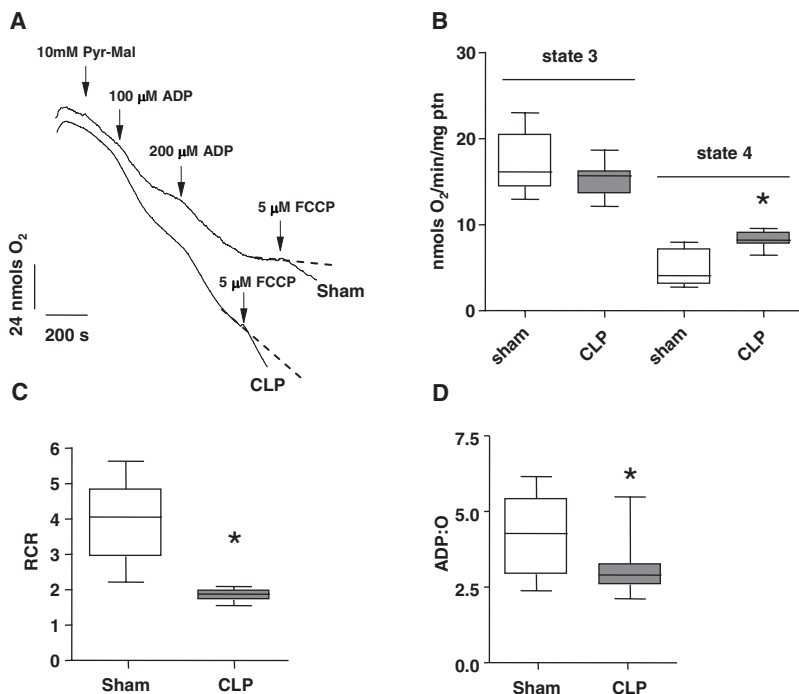 A
10mM Pyr-Mal
100 µM ADP
200 µM ADP
5 µM FCCP
Sham
5 µM FCCP
CLP
24 nmols O2
200 s
B
nmols O2/min/mg ptn
30
20
10
0
state 3
state 4
*
sham
CLP
sham
CLP
C
RCR
6
5
4
3
2
1
0
*
Sham
CLP
D
ADP:O
7.5
5.0
2.5
0.0
*
Sham
CLP